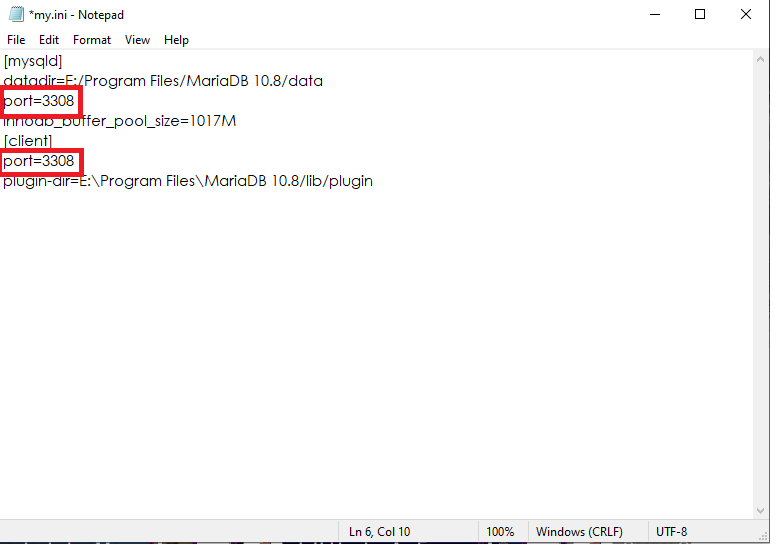 *my.ini - Notepad
File Edit Format View Help
[mysqld]
datadir=E:/Program Files/MariaDB 10.8/data
port=3308
innodb_buffer_pool_size=1017M
[client]
port=3308
plugin-dir=E:\Program Files\MariaDB 10.8/lib/plugin
Ln 6, Col 10 100% Windows (CRLF) UTF-8